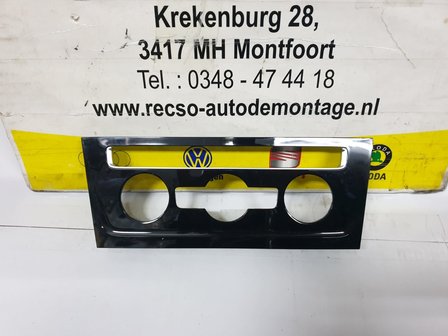 Krekenburg 28,
3417 MH Montfoort
Tel. : 0348 - 47 44 18
www.recso-autodemontage.nl